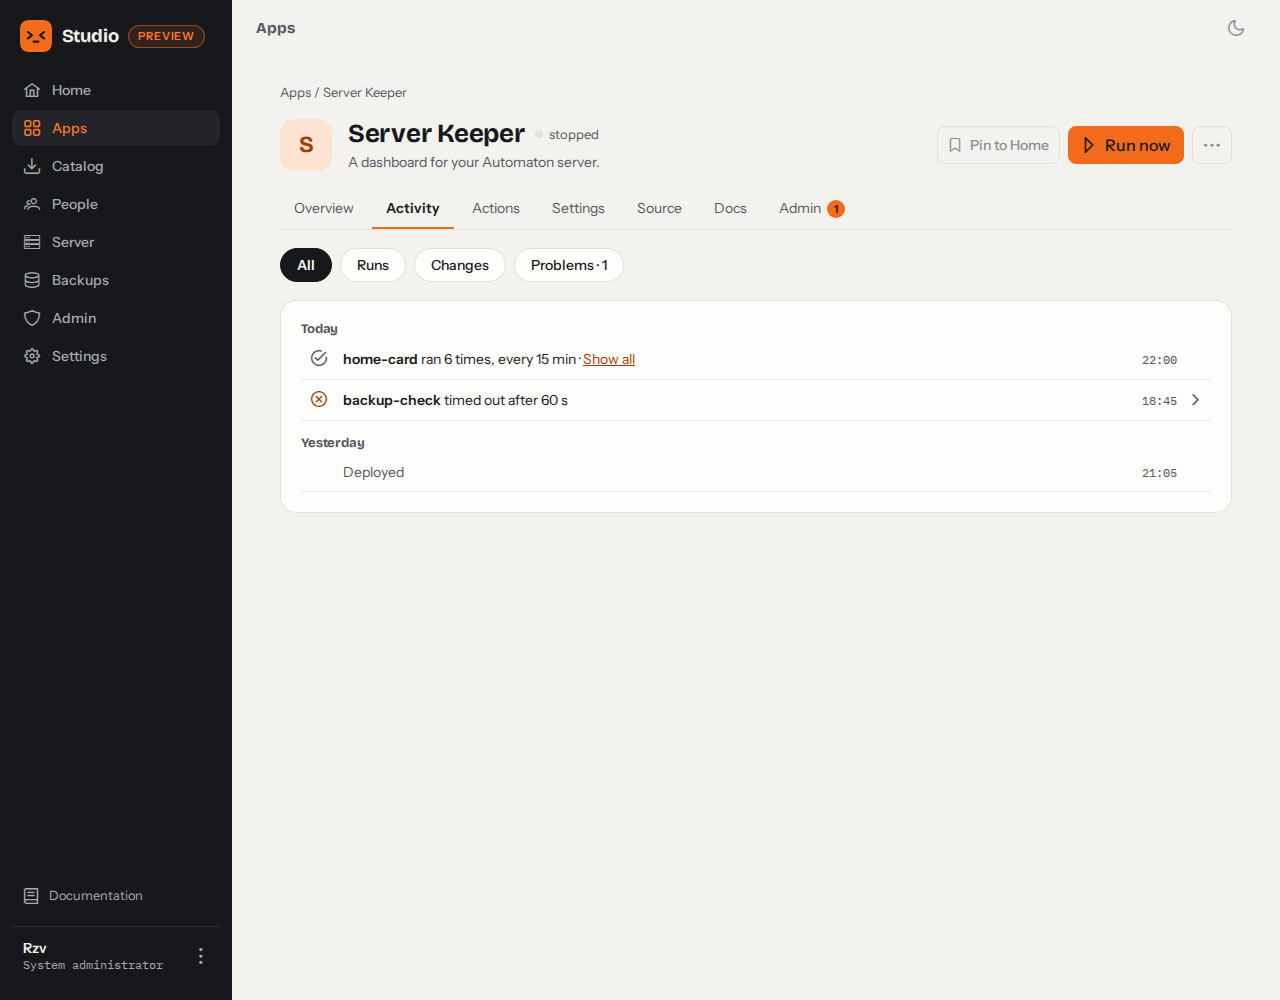 Studio PREVIEW
Home
Apps
Catalog
People
Server
Backups
Admin
Settings
Documentation
Rzv
System administrator
Apps
Apps / Server Keeper
S
Server Keeper stopped
A dashboard for your Automaton server.
Pin to Home
Run now
Overview Activity Actions Settings Source Docs Admin 1
All Runs Changes Problems · 1
Today
home-card ran 6 times, every 15 min · Show all 22:00
backup-check timed out after 60 s 18:45
Yesterday
Deployed 21:05